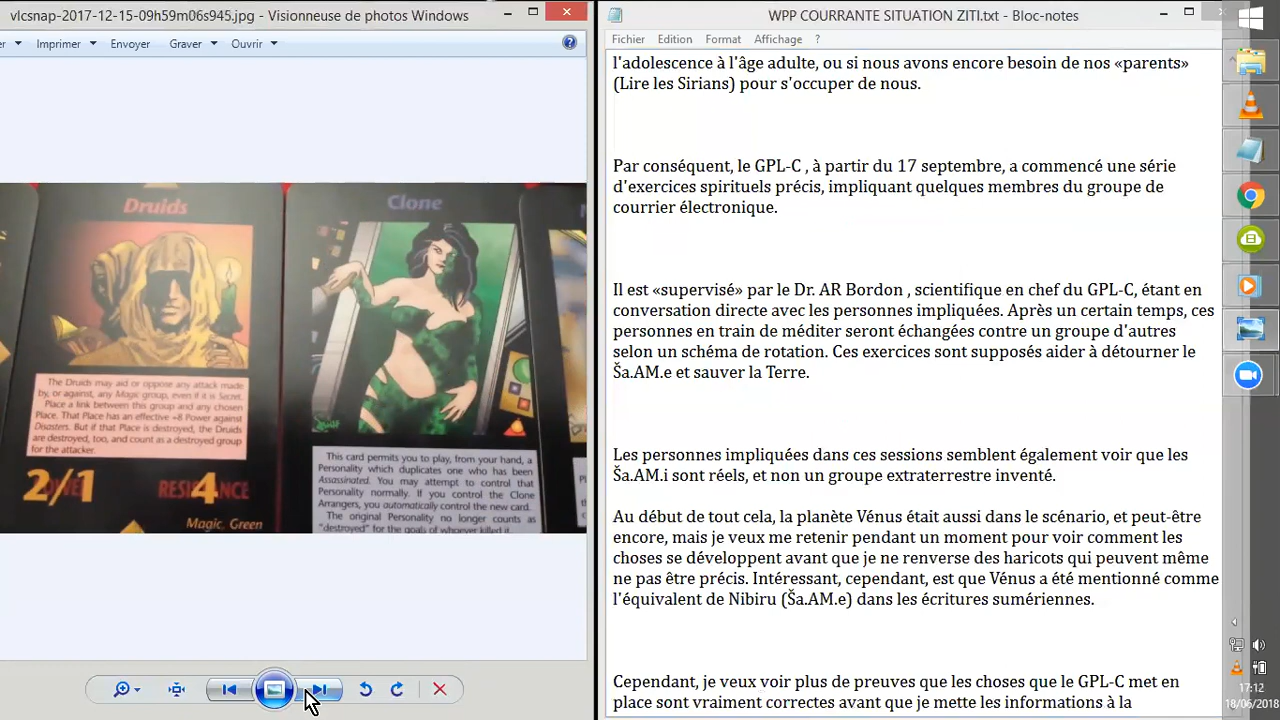 vlcsnap-2017-12-15-09h59m06s945.jpg - Visionneuse de photos Windows
Imprimer Envoyer Graver Ouvrir
Druids
Clone
The Druids may aid or oppose any attack made
by, or against, any Magic group, even if it is Secret.
Place a link between this group and any chosen
Place. That Place has an effective +8 Power against
Disasters. But if that Place is destroyed, the Druids
are destroyed, too, and count as a destroyed group
for the attacker.
2/1 4
Magic, Green
This card permits you to play, from your hand, a
Personality which duplicates one who has been
Assassinated. You may attempt to control that
Personality normally. If you control the Clone
Arrangers, you automatically control the new card.
The original Personality no longer counts as
"destroyed" for the goals of whoever killed it.
WPP COURRANTE SITUATION ZITI.txt - Bloc-notes
Fichier Edition Format Affichage ?
l'adolescence à l'âge adulte, ou si nous avons encore besoin de nos «parents»
(Lire les Sirians) pour s'occuper de nous.
Par conséquent, le GPL-C , à partir du 17 septembre, a commencé une série
d'exercices spirituels précis, impliquant quelques membres du groupe de
courrier électronique.
Il est «supervisé» par le Dr. AR Bordon , scientifique en chef du GPL-C, étant en
conversation directe avec les personnes impliquées. Après un certain temps, ces
personnes en train de méditer seront échangées contre un groupe d'autres
selon un schéma de rotation. Ces exercices sont supposés aider à détourner le
Ša.AM.e et sauver la Terre.
Les personnes impliquées dans ces sessions semblent également voir que les
Ša.AM.i sont réels, et non un groupe extraterrestre inventé.
Au début de tout cela, la planète Vénus était aussi dans le scénario, et peut-être
encore, mais je veux me retenir pendant un moment pour voir comment les
choses se développent avant que je ne renverse des haricots qui peuvent même
ne pas être précis. Intéressant, cependant, est que Vénus a été mentionné comme
l'équivalent de Nibiru (Ša.AM.e) dans les écritures sumériennes.
Cependant, je veux voir plus de preuves que les choses que le GPL-C met en
place sont vraiment correctes avant que je mette les informations à la
17:12
18/06/2018